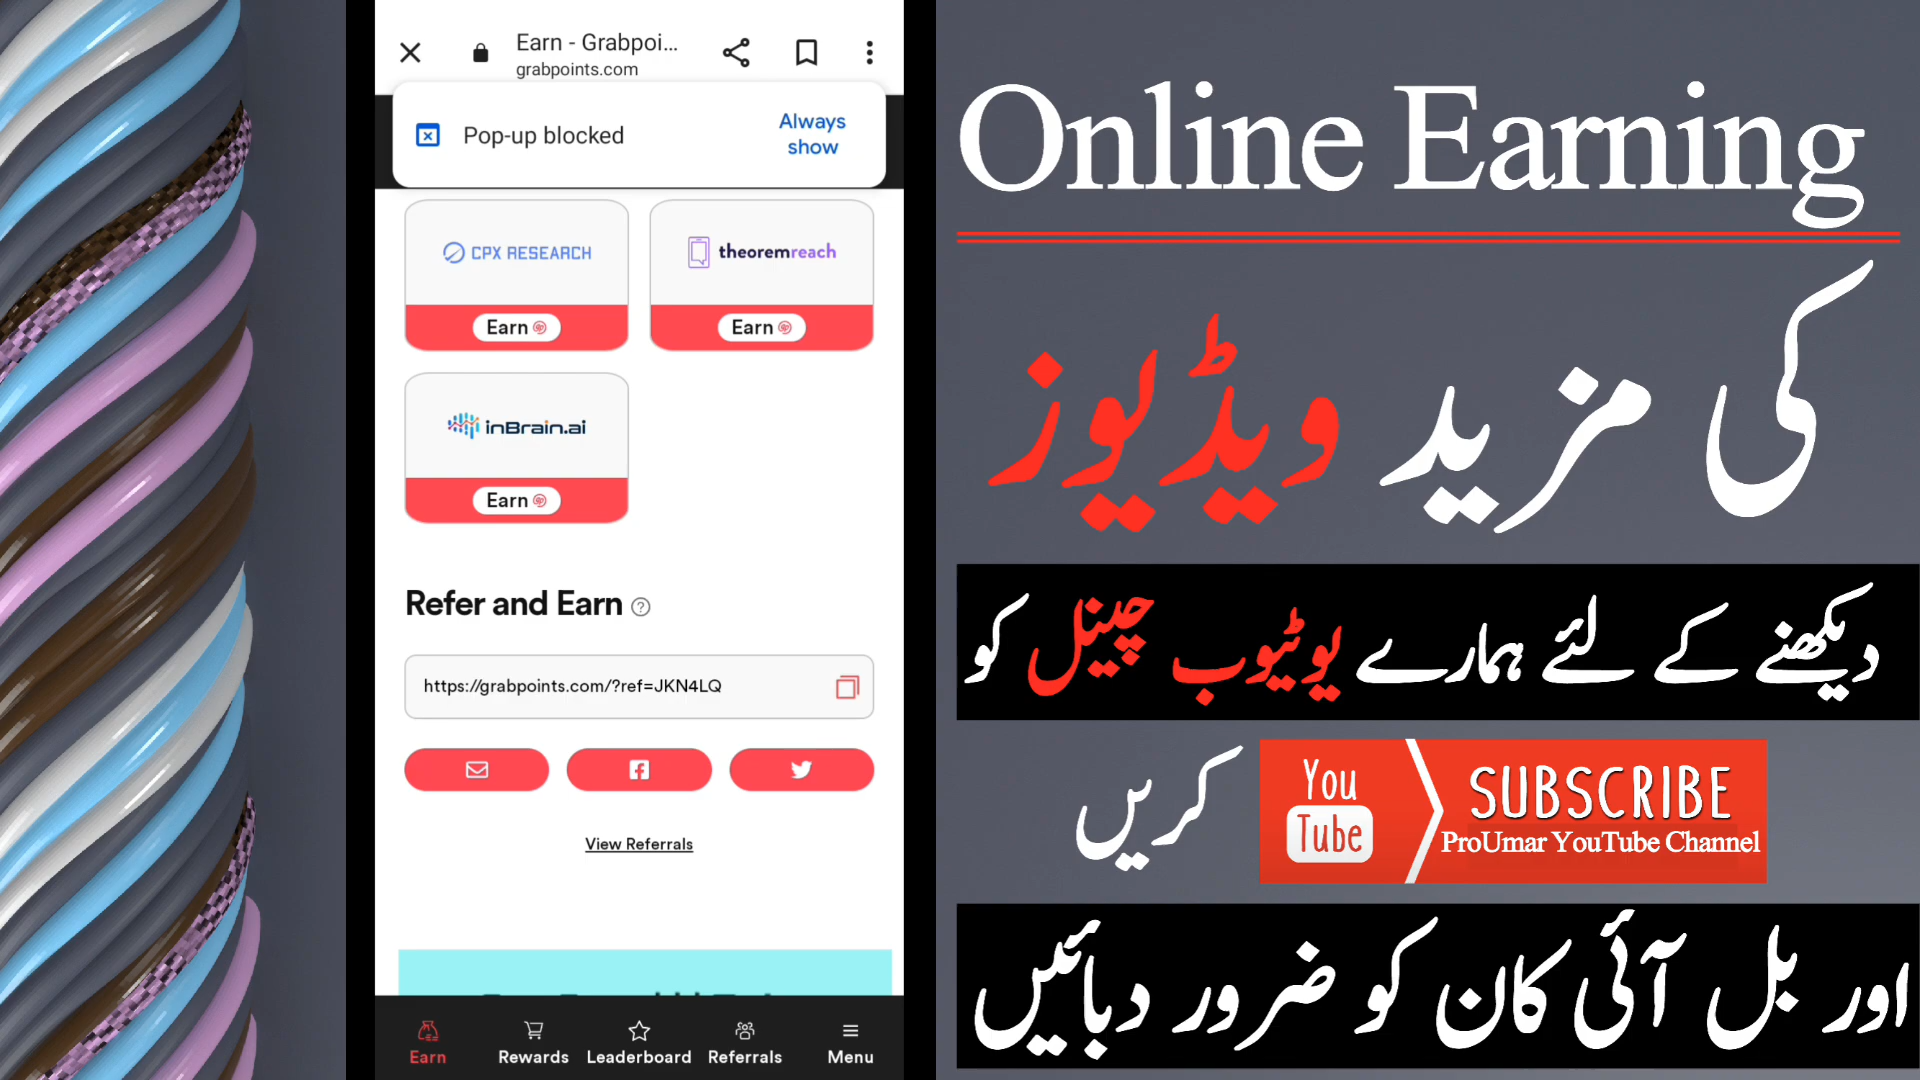 Earn - Grabpoi...
grabpoints.com
Pop-up blocked
Always
show
CPX RESEARCH
theoremreach
Earn
Earn
inBrain.ai
Earn
Refer and Earn
https://grabpoints.com/?ref=JKN4LQ
View Referrals
Earn
Rewards
Leaderboard
Referrals
Menu
Online Earning
کی مزید ویڈیوز
دیکھنے کے لئے ہمارے یوٹیوب چینل کو
You
Tube
SUBSCRIBE
ProUmar YouTube Channel
کریں
اور بل آئی کان کو ضرور دبائیں